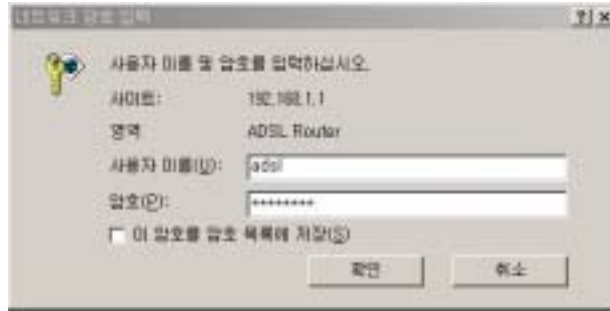 네트워크 암호 입력
사용자 이름 및 암호를 입력하십시오.
사이트: 192.168.1.1
영역 ADSL Router
사용자 이름(U): adsl
암호(P): ********
이 암호를 암호 목록에 저장(S)
확인 취소